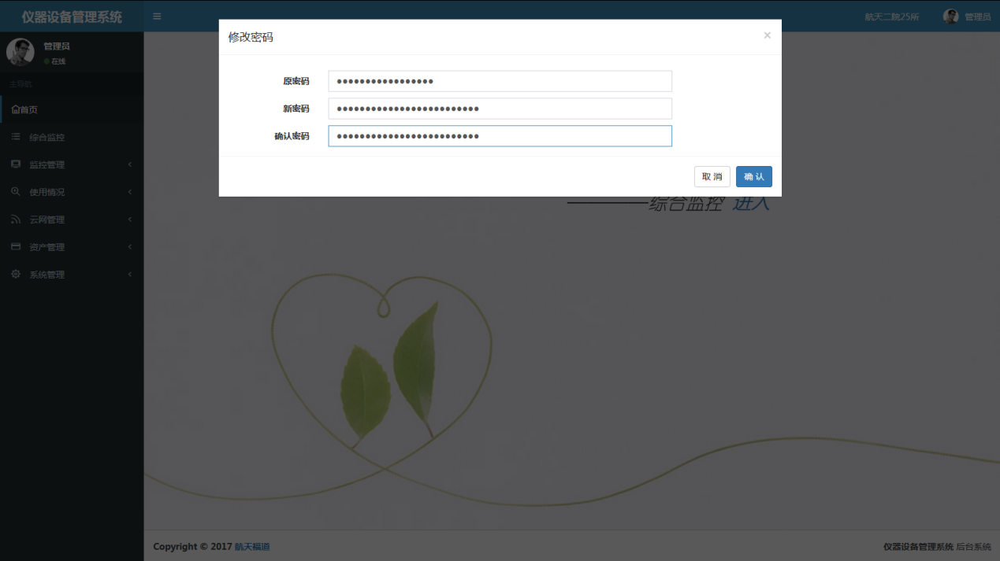 仪器设备管理系统
航天二院25所
管理员
管理员
在线
主导航
首页
综合监控
监控管理
使用情况
云网管理
资产管理
系统管理
修改密码
×
原密码 •••••••••••••••••
新密码 •••••••••••••••••••••••••
确认密码 •••••••••••••••••••••••••
取 消
确 认
————综合监控 进入
Copyright © 2017 航天福道
仪器设备管理系统 后台系统